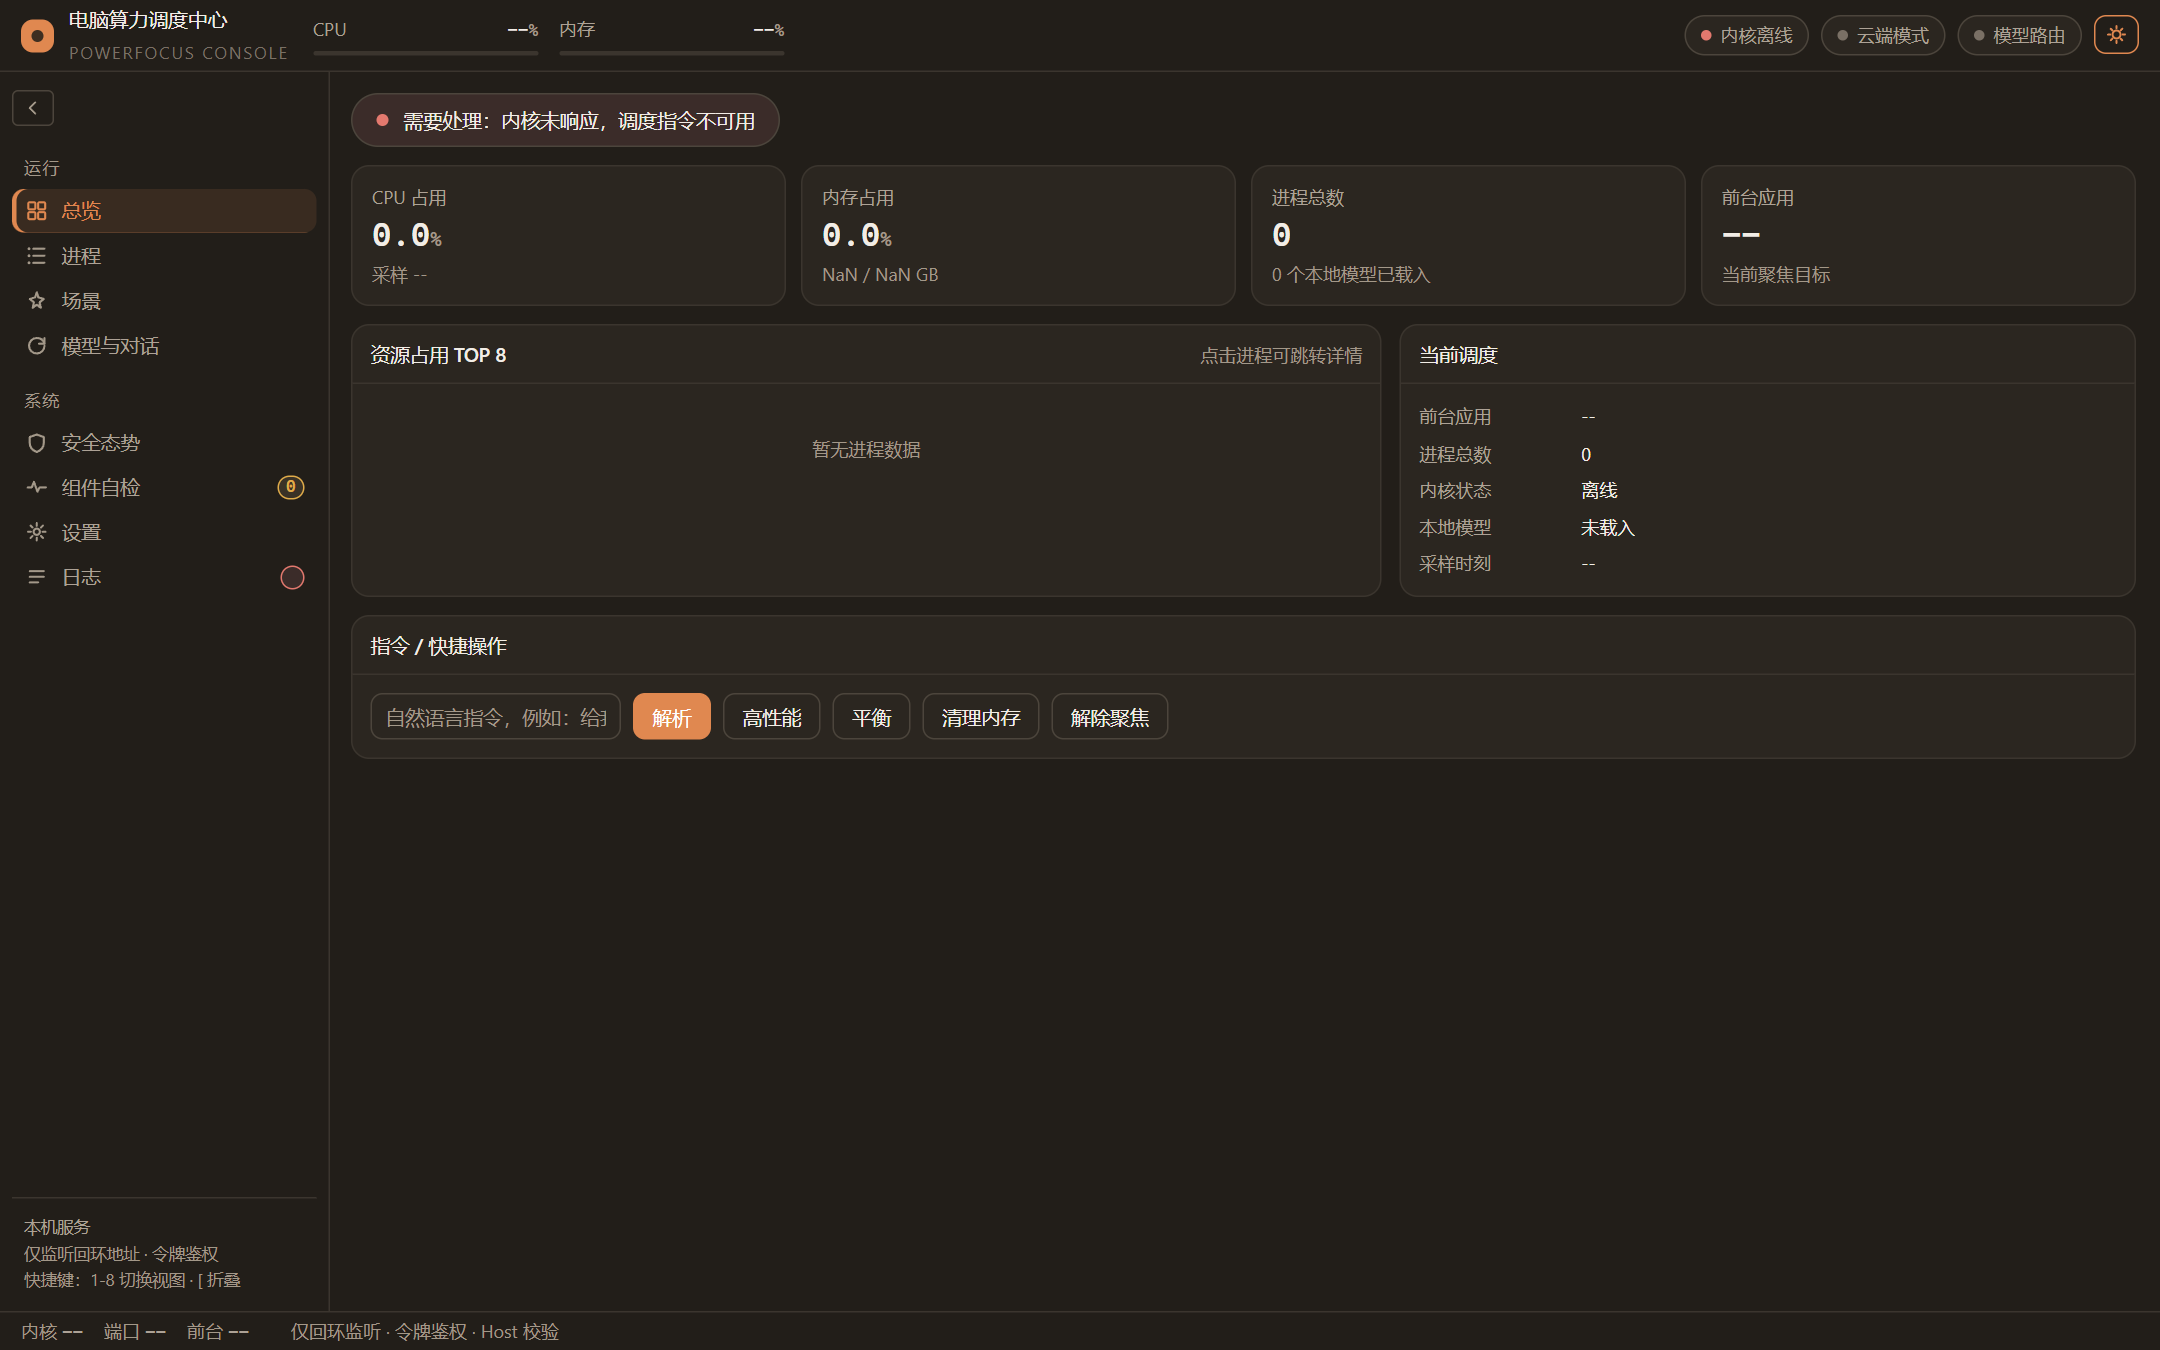 电脑算力调度中心
POWERFOCUS CONSOLE
CPU --%
内存 --%
内核离线
云端模式
模型路由
运行
总览
进程
场景
模型与对话
系统
安全态势
组件自检 0
设置
日志
本机服务
仅监听回环地址 · 令牌鉴权
快捷键：1-8 切换视图 · [ 折叠
需要处理：内核未响应，调度指令不可用
CPU 占用
0.0%
采样 --
内存占用
0.0%
NaN / NaN GB
进程总数
0
0 个本地模型已载入
前台应用
--
当前聚焦目标
资源占用 TOP 8
点击进程可跳转详情
暂无进程数据
当前调度
前台应用 --
进程总数 0
内核状态 离线
本地模型 未载入
采样时刻 --
指令 / 快捷操作
自然语言指令，例如：给
解析
高性能
平衡
清理内存
解除聚焦
内核 -- 端口 -- 前台 -- 仅回环监听 · 令牌鉴权 · Host 校验